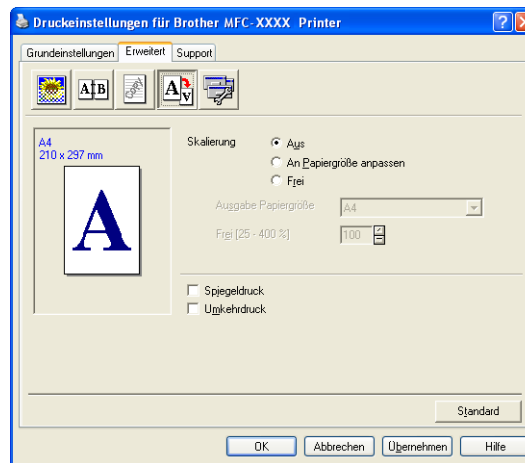 Druckeinstellungen für Brother MFC-XXXX Printer
Grundeinstellungen Erweitert Support
A4
210 x 297 mm
A
Skalierung Aus
An Papiergröße anpassen
Frei
Ausgabe Papiergröße A4
Frei [25 - 400 %] 100
Spiegeldruck
Umkehrdruck
Standard
OK Abbrechen Übernehmen Hilfe